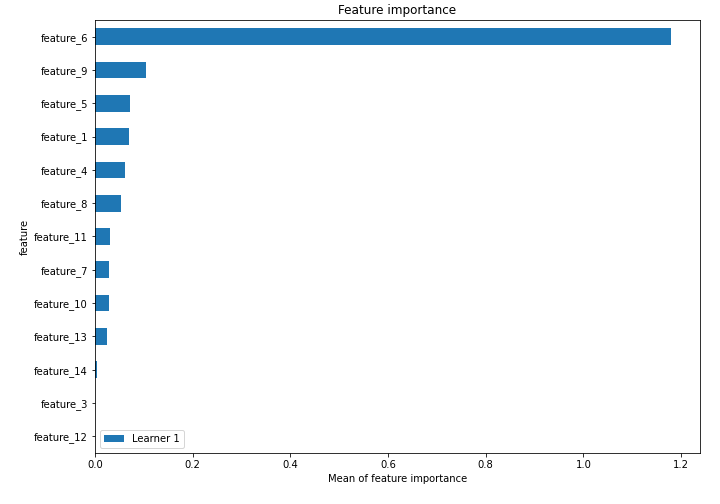 Feature importance
feature_6
feature_9
feature_5
feature_1
feature_4
feature_8
feature_11
feature_7
feature_10
feature_13
feature_14
feature_3
feature_12
feature
Learner 1
0.0 0.2 0.4 0.6 0.8 1.0 1.2
Mean of feature importance